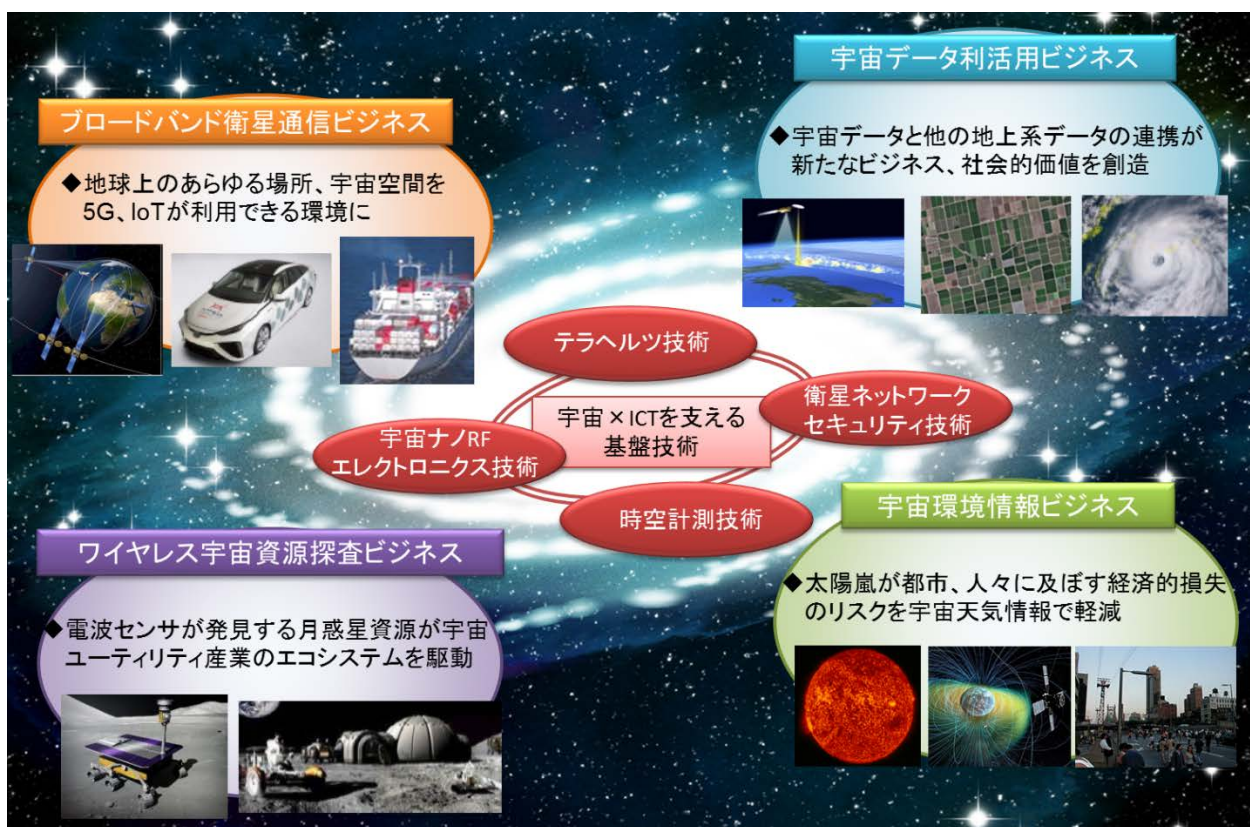 宇宙データ利活用ビジネス
◆宇宙データと他の地上系データの連携が
新たなビジネス、社会的価値を創造
ブロードバンド衛星通信ビジネス
◆地球上のあらゆる場所、宇宙空間を
5G、IoTが利用できる環境に
テラヘルツ技術
衛星ネットワーク
セキュリティ技術
宇宙×ICTを支える
基盤技術
宇宙ナノRF
エレクトロニクス技術
時空計測技術
宇宙環境情報ビジネス
◆太陽嵐が都市、人々に及ぼす経済的損失
のリスクを宇宙天気情報で軽減
ワイヤレス宇宙資源探査ビジネス
◆電波センサが発見する月惑星資源が宇宙
ユーティリティ産業のエコシステムを駆動